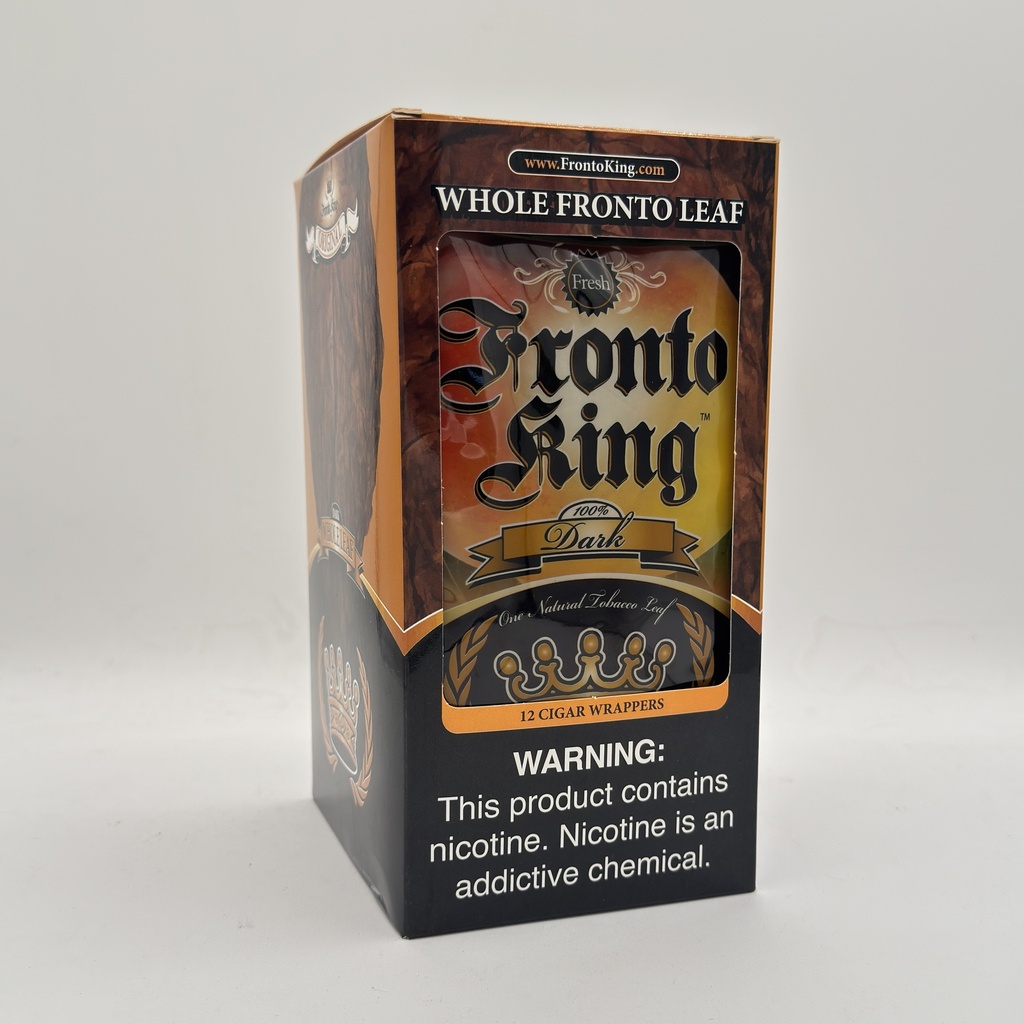 www.FrontoKing.com
WHOLE FRONTO LEAF
Fresh
Fronto
King™
100%
Dark
One Natural Tobacco Leaf
12 CIGAR WRAPPERS
WARNING:
This product contains
nicotine. Nicotine is an
addictive chemical.